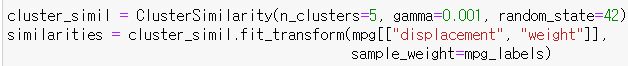 cluster_simil = ClusterSimilarity(n_clusters=5, gamma=0.001, random_state=42)
similarities = cluster_simil.fit_transform(mpg[["displacement", "weight"]],
                                           sample_weight=mpg_labels)